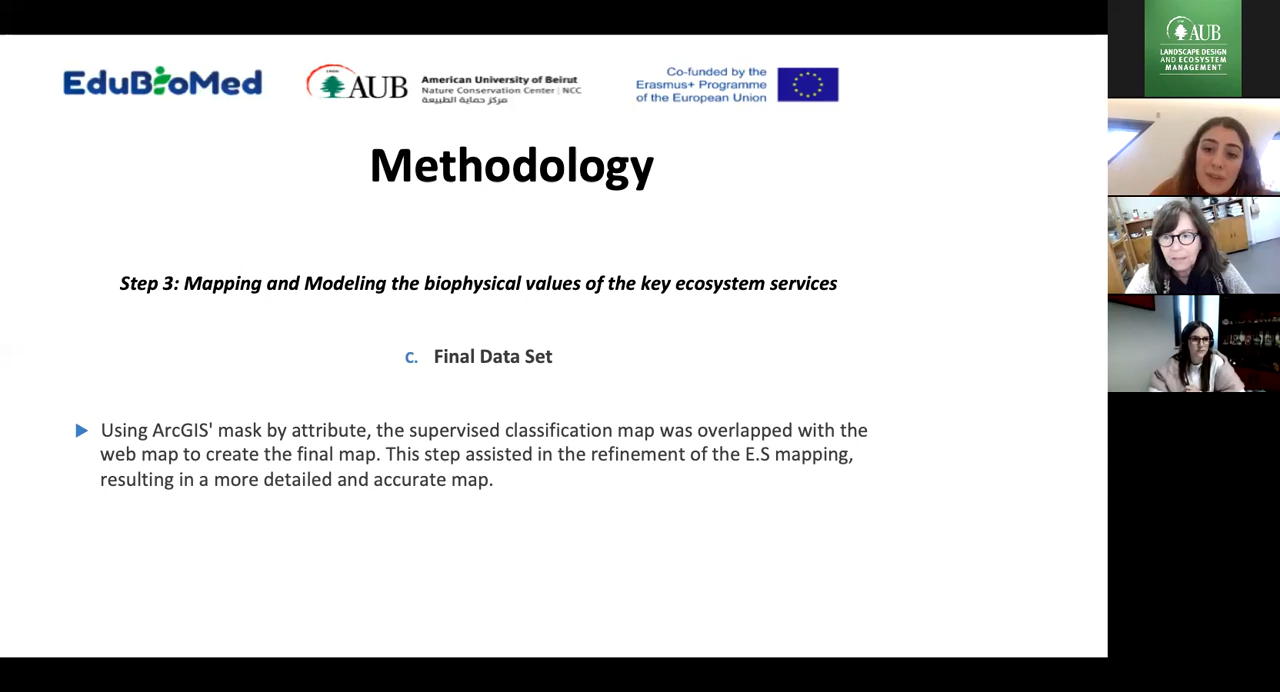 EduBioMed
AUB
American University of Beirut
Nature Conservation Center | NCC
مركز حماية الطبيعة
Co-funded by the
Erasmus+ Programme
of the European Union
AUB
LANDSCAPE DESIGN
AND ECOSYSTEM
MANAGEMENT
Methodology
Step 3: Mapping and Modeling the biophysical values of the key ecosystem services
c. Final Data Set
Using ArcGIS' mask by attribute, the supervised classification map was overlapped with the
web map to create the final map. This step assisted in the refinement of the E.S mapping,
resulting in a more detailed and accurate map.